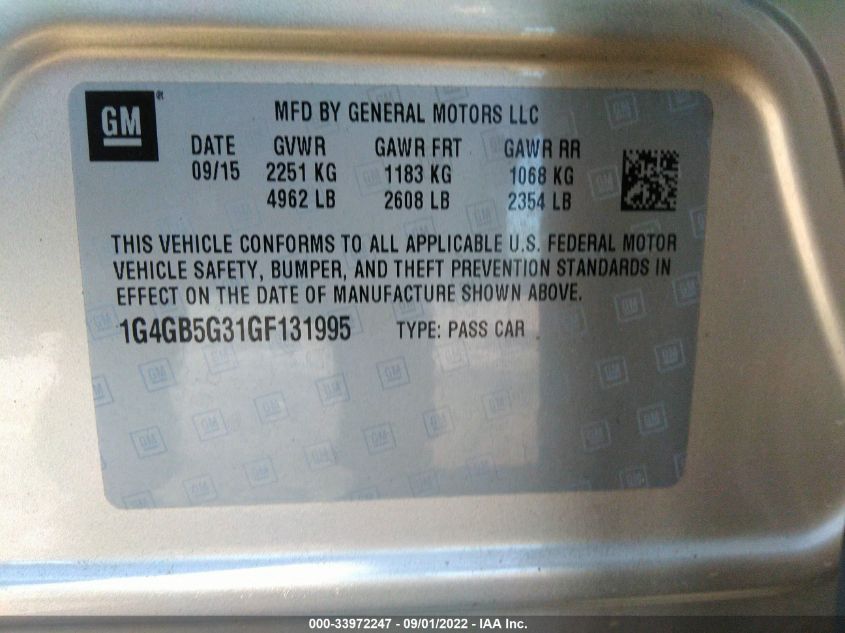 GM
MFD BY GENERAL MOTORS LLC
DATE GVWR GAWR FRT GAWR RR
09/15 2251 KG 1183 KG 1068 KG
4962 LB 2608 LB 2354 LB
THIS VEHICLE CONFORMS TO ALL APPLICABLE U.S. FEDERAL MOTOR
VEHICLE SAFETY, BUMPER, AND THEFT PREVENTION STANDARDS IN
EFFECT ON THE DATE OF MANUFACTURE SHOWN ABOVE.
1G4GB5G31GF131995 TYPE: PASS CAR
000-33972247 - 09/01/2022 - IAA Inc.